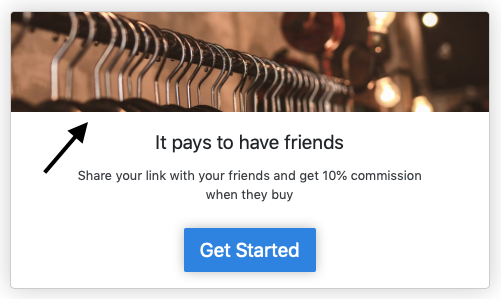 It pays to have friends
Share your link with your friends and get 10% commission
when they buy
Get Started